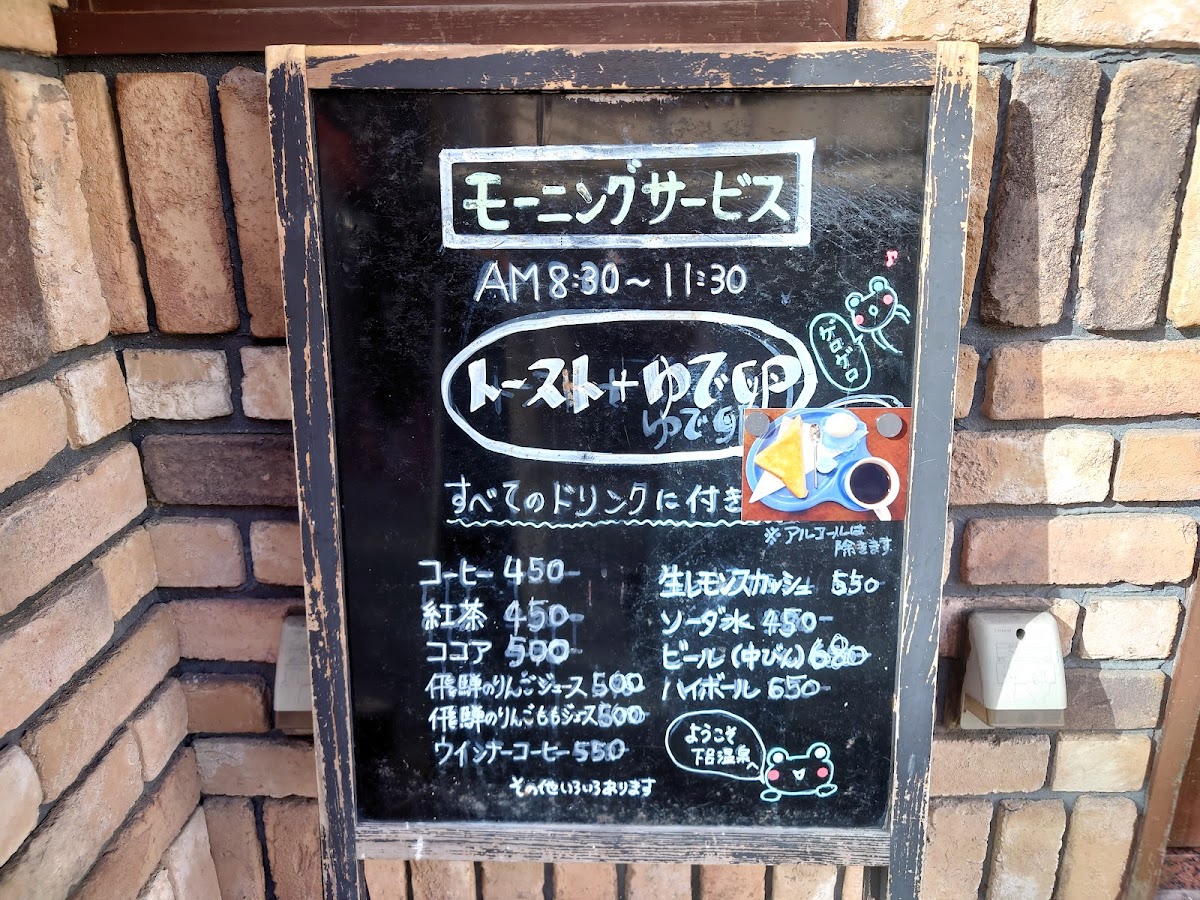 モーニングサービス
AM 8:30～11:30
トースト+ゆで卵
ゆで
ゲロゲロ
すべてのドリンクに付き
※アルコールは
除きます
コーヒー 450-
紅茶 450-
ココア 500-
飛騨のりんごジュース 500-
飛騨のりんごももジュース 500-
ウインナーコーヒー 550
その他いろいろあります
生レモンスカッシュ 550
ソーダ水 450-
ビール(中びん) 680-
ハイボール 650-
ようこそ
下呂温泉へ